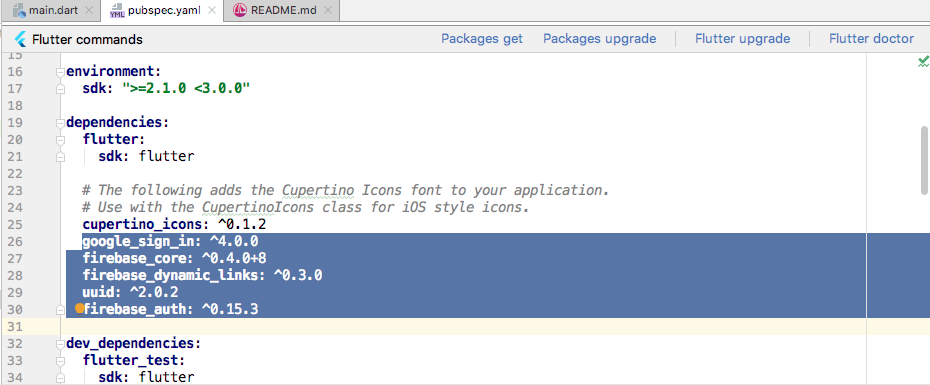 main.dart pubspec.yaml README.md
Flutter commands Packages get Packages upgrade Flutter upgrade Flutter doctor
15
16 environment:
17 sdk: ">=2.1.0 <3.0.0"
18
19 dependencies:
20 flutter:
21 sdk: flutter
22
23 # The following adds the Cupertino Icons font to your application.
24 # Use with the CupertinoIcons class for iOS style icons.
25 cupertino_icons: ^0.1.2
26 google_sign_in: ^4.0.0
27 firebase_core: ^0.4.0+8
28 firebase_dynamic_links: ^0.3.0
29 uuid: ^2.0.2
30 firebase_auth: ^0.15.3
31
32 dev_dependencies:
33 flutter_test:
34 sdk: flutter